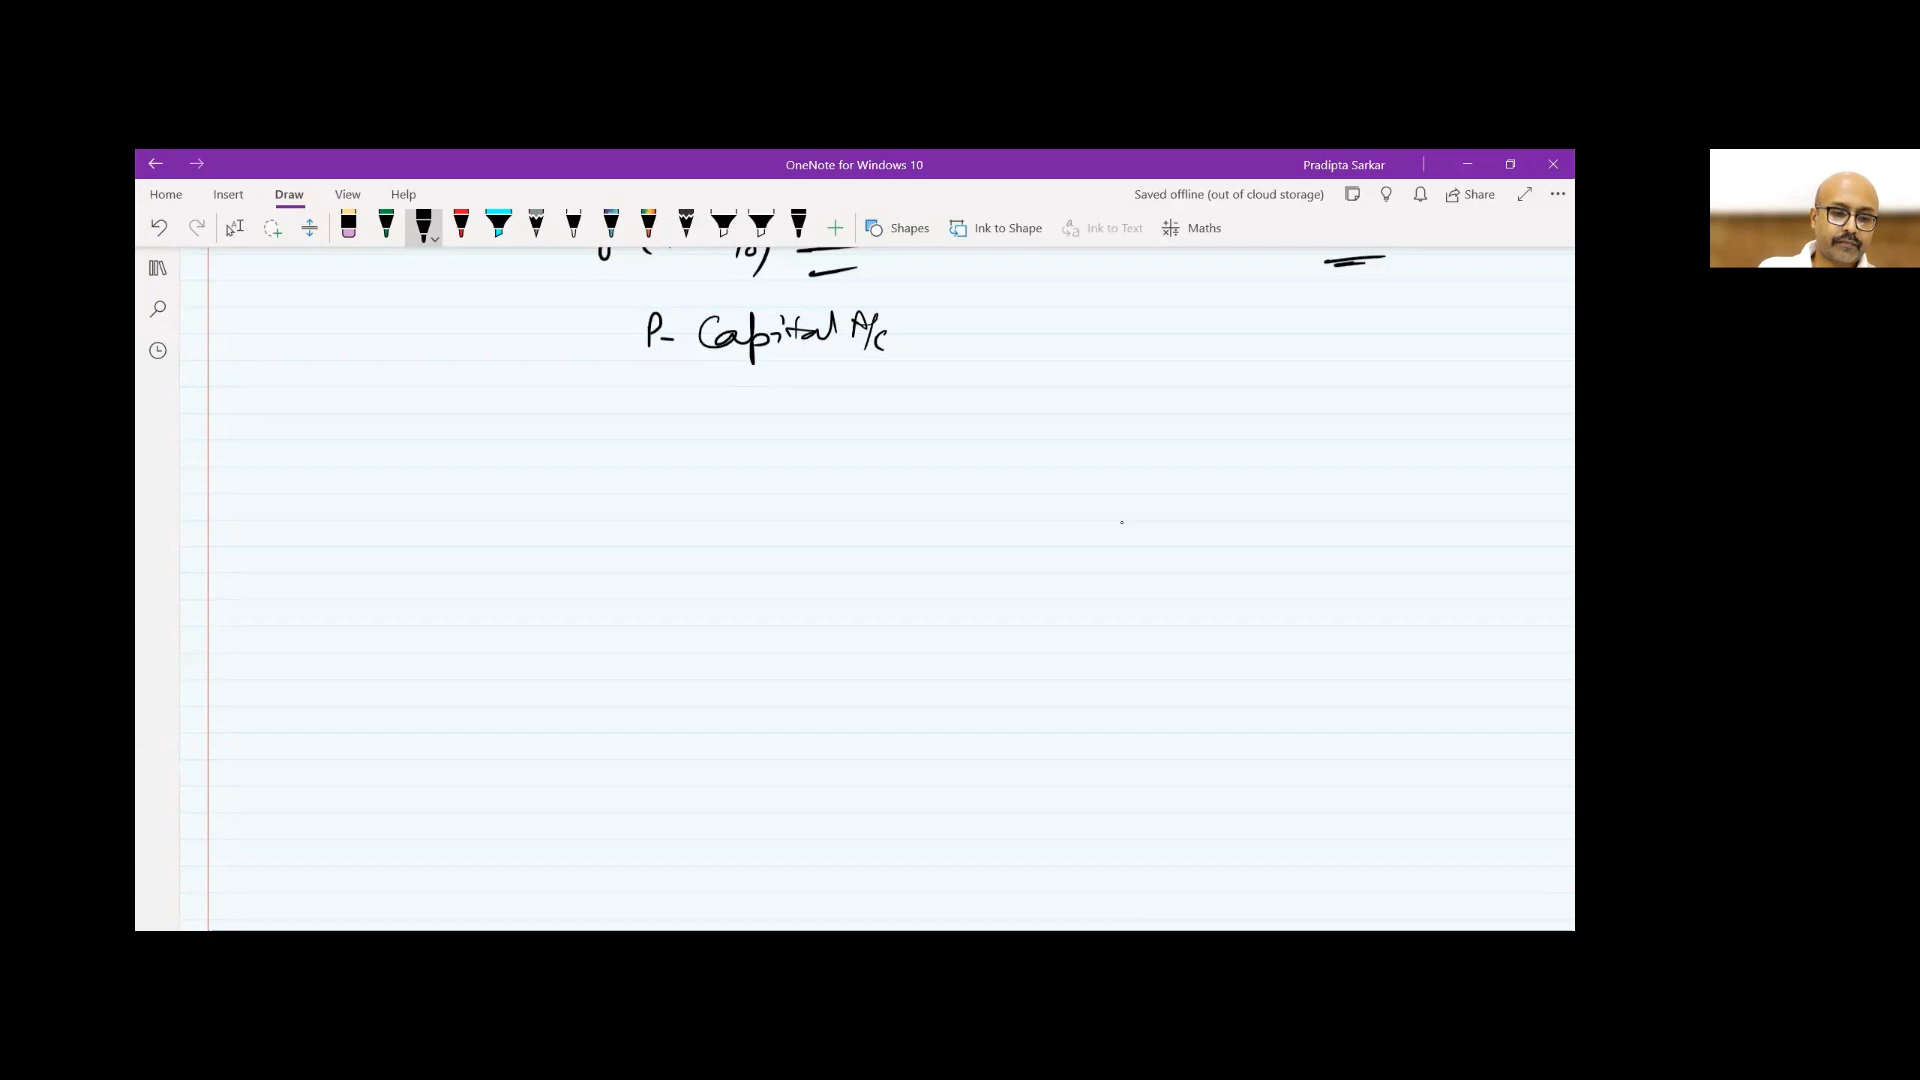 OneNote for Windows 10
Pradipta Sarkar
Home Insert Draw View Help
Saved offline (out of cloud storage)
Share
Shapes
Ink to Shape
Ink to Text
Maths
P- Capital A/c